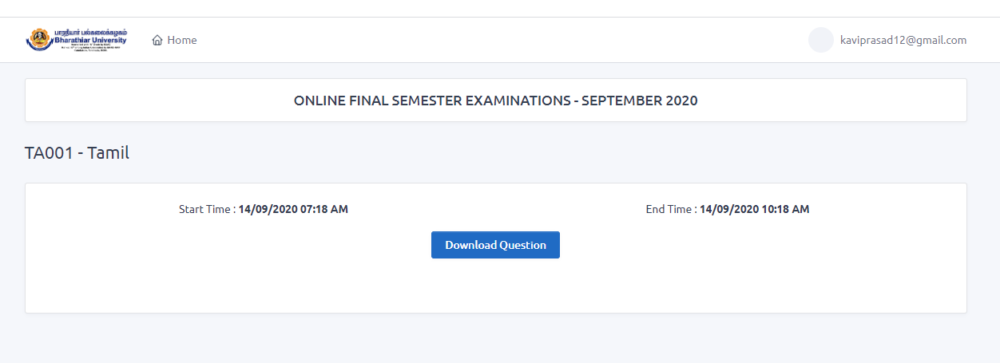 பாரதியார் பல்கலைக்கழகம்
Bharathiar University
Home
kaviprasad12@gmail.com
ONLINE FINAL SEMESTER EXAMINATIONS - SEPTEMBER 2020
TA001 - Tamil
Start Time : 14/09/2020 07:18 AM
End Time : 14/09/2020 10:18 AM
Download Question